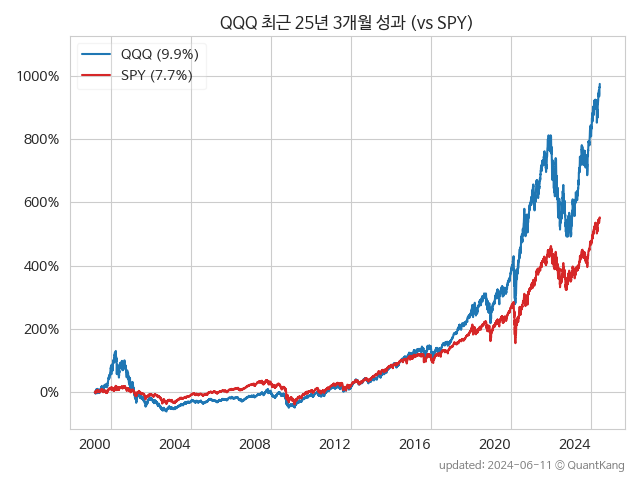 QQQ 최근 25년 3개월 성과 (vs SPY)
QQQ (9.9%)
SPY (7.7%)
1000%
800%
600%
400%
200%
0%
2000 2004 2008 2012 2016 2020 2024
updated: 2024-06-11 © QuantKang